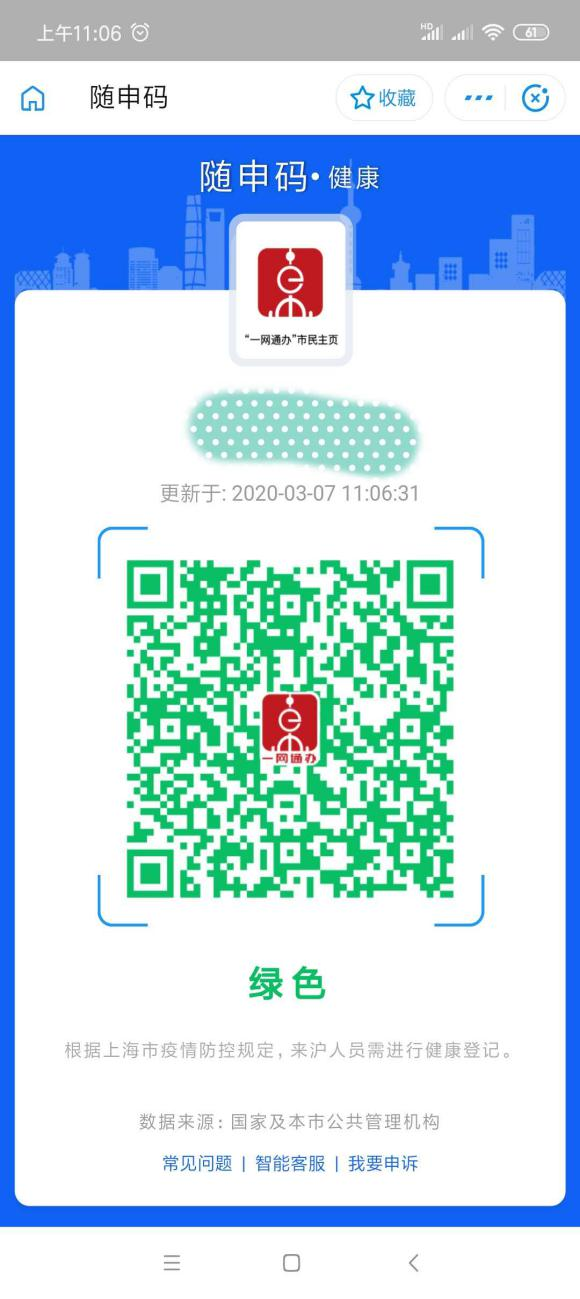 上午11:06
HD
61
随申码
收藏
随申码•健康
“一网通办”市民主页
更新于: 2020-03-07 11:06:31
一网通办
绿色
根据上海市疫情防控规定，来沪人员需进行健康登记。
数据来源：国家及本市公共管理机构
常见问题 | 智能客服 | 我要申诉